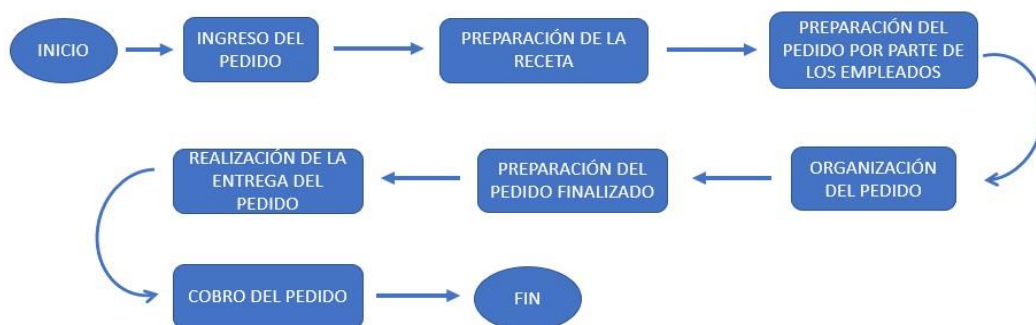 INICIO
INGRESO DEL
PEDIDO
PREPARACIÓN DE LA
RECETA
PREPARACIÓN DEL
PEDIDO POR PARTE DE
LOS EMPLEADOS
ORGANIZACIÓN
DEL PEDIDO
PREPARACIÓN DEL
PEDIDO FINALIZADO
REALIZACIÓN DE LA
ENTREGA DEL
PEDIDO
COBRO DEL PEDIDO
FIN